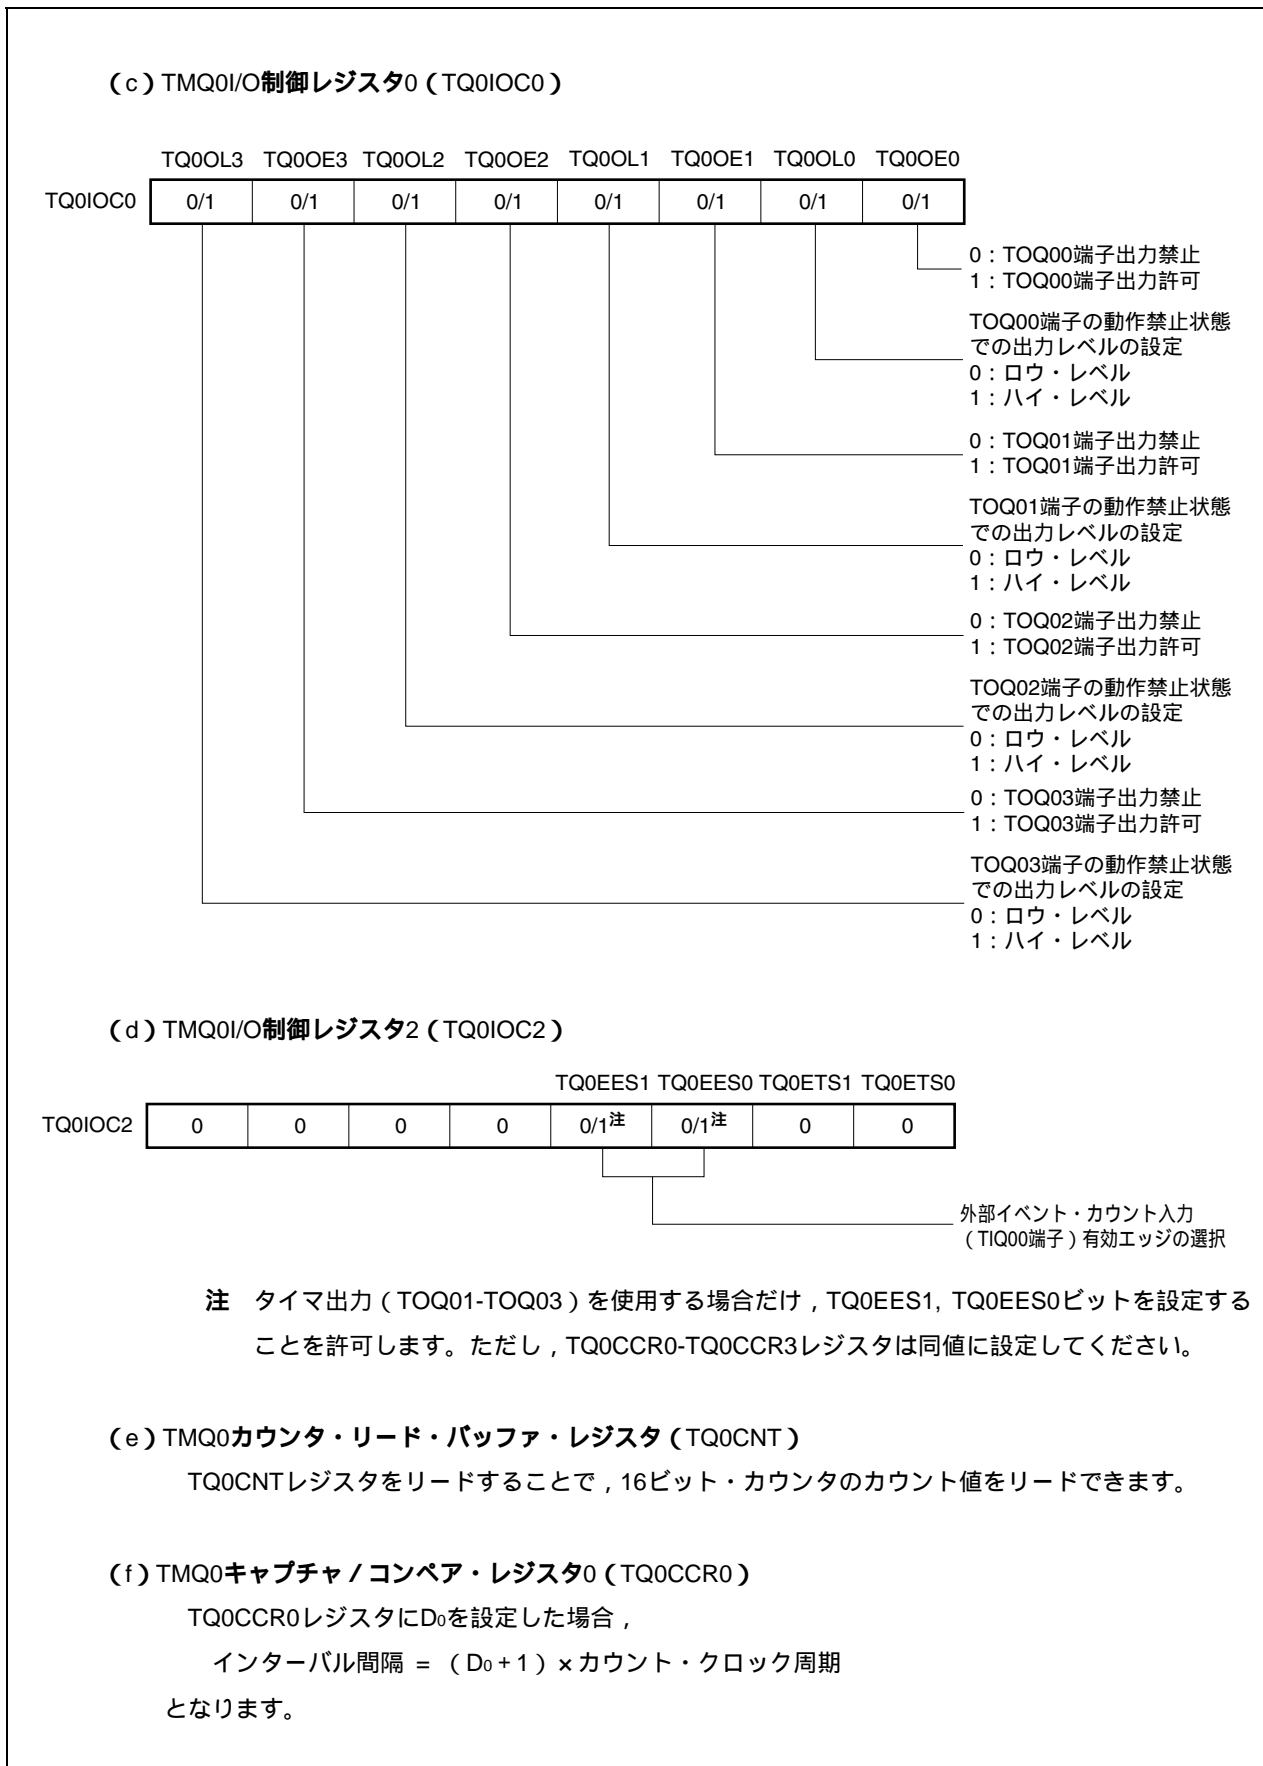 （c）TMQ0I/O制御レジスタ0（TQ0IOC0）
TQ0OL3 TQ0OE3 TQ0OL2 TQ0OE2 TQ0OL1 TQ0OE1 TQ0OL0 TQ0OE0
TQ0IOC0 0/1 0/1 0/1 0/1 0/1 0/1 0/1 0/1
0：TOQ00端子出力禁止
1：TOQ00端子出力許可
TOQ00端子の動作禁止状態
での出力レベルの設定
0：ロウ・レベル
1：ハイ・レベル
0：TOQ01端子出力禁止
1：TOQ01端子出力許可
TOQ01端子の動作禁止状態
での出力レベルの設定
0：ロウ・レベル
1：ハイ・レベル
0：TOQ02端子出力禁止
1：TOQ02端子出力許可
TOQ02端子の動作禁止状態
での出力レベルの設定
0：ロウ・レベル
1：ハイ・レベル
0：TOQ03端子出力禁止
1：TOQ03端子出力許可
TOQ03端子の動作禁止状態
での出力レベルの設定
0：ロウ・レベル
1：ハイ・レベル
（d）TMQ0I/O制御レジスタ2（TQ0IOC2）
TQ0EES1 TQ0EES0 TQ0ETS1 TQ0ETS0
TQ0IOC2 0 0 0 0 0/1注 0/1注 0 0
外部イベント・カウント入力
（TIQ00端子）有効エッジの選択
注 タイマ出力（TOQ01-TOQ03）を使用する場合だけ，TQ0EES1, TQ0EES0ビットを設定する
ことを許可します。ただし，TQ0CCR0-TQ0CCR3レジスタは同値に設定してください。
（e）TMQ0カウンタ・リード・バッファ・レジスタ（TQ0CNT）
TQ0CNTレジスタをリードすることで，16ビット・カウンタのカウント値をリードできます。
（f）TMQ0キャプチャ／コンペア・レジスタ0（TQ0CCR0）
TQ0CCR0レジスタにD0を設定した場合，
インターバル間隔 = （D0＋1）×カウント・クロック周期
となります。